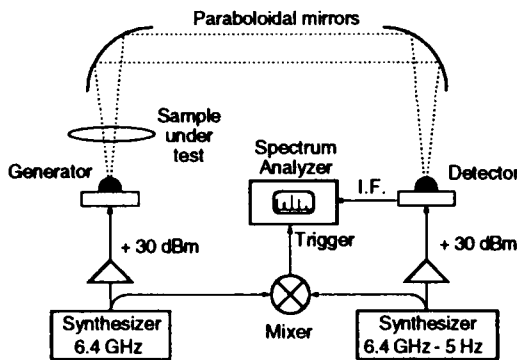 Paraboloidal mirrors
Sample
under
test
Spectrum
Analyzer
Generator
Detector
I.F.
Trigger
+ 30 dBm
+ 30 dBm
Mixer
Synthesizer
6.4 GHz
Synthesizer
6.4 GHz - 5 Hz